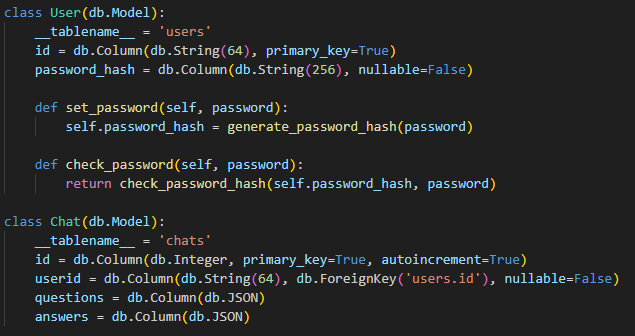 class User(db.Model):
    __tablename__ = 'users'
    id = db.Column(db.String(64), primary_key=True)
    password_hash = db.Column(db.String(256), nullable=False)

    def set_password(self, password):
        self.password_hash = generate_password_hash(password)

    def check_password(self, password):
        return check_password_hash(self.password_hash, password)

class Chat(db.Model):
    __tablename__ = 'chats'
    id = db.Column(db.Integer, primary_key=True, autoincrement=True)
    userid = db.Column(db.String(64), db.ForeignKey('users.id'), nullable=False)
    questions = db.Column(db.JSON)
    answers = db.Column(db.JSON)